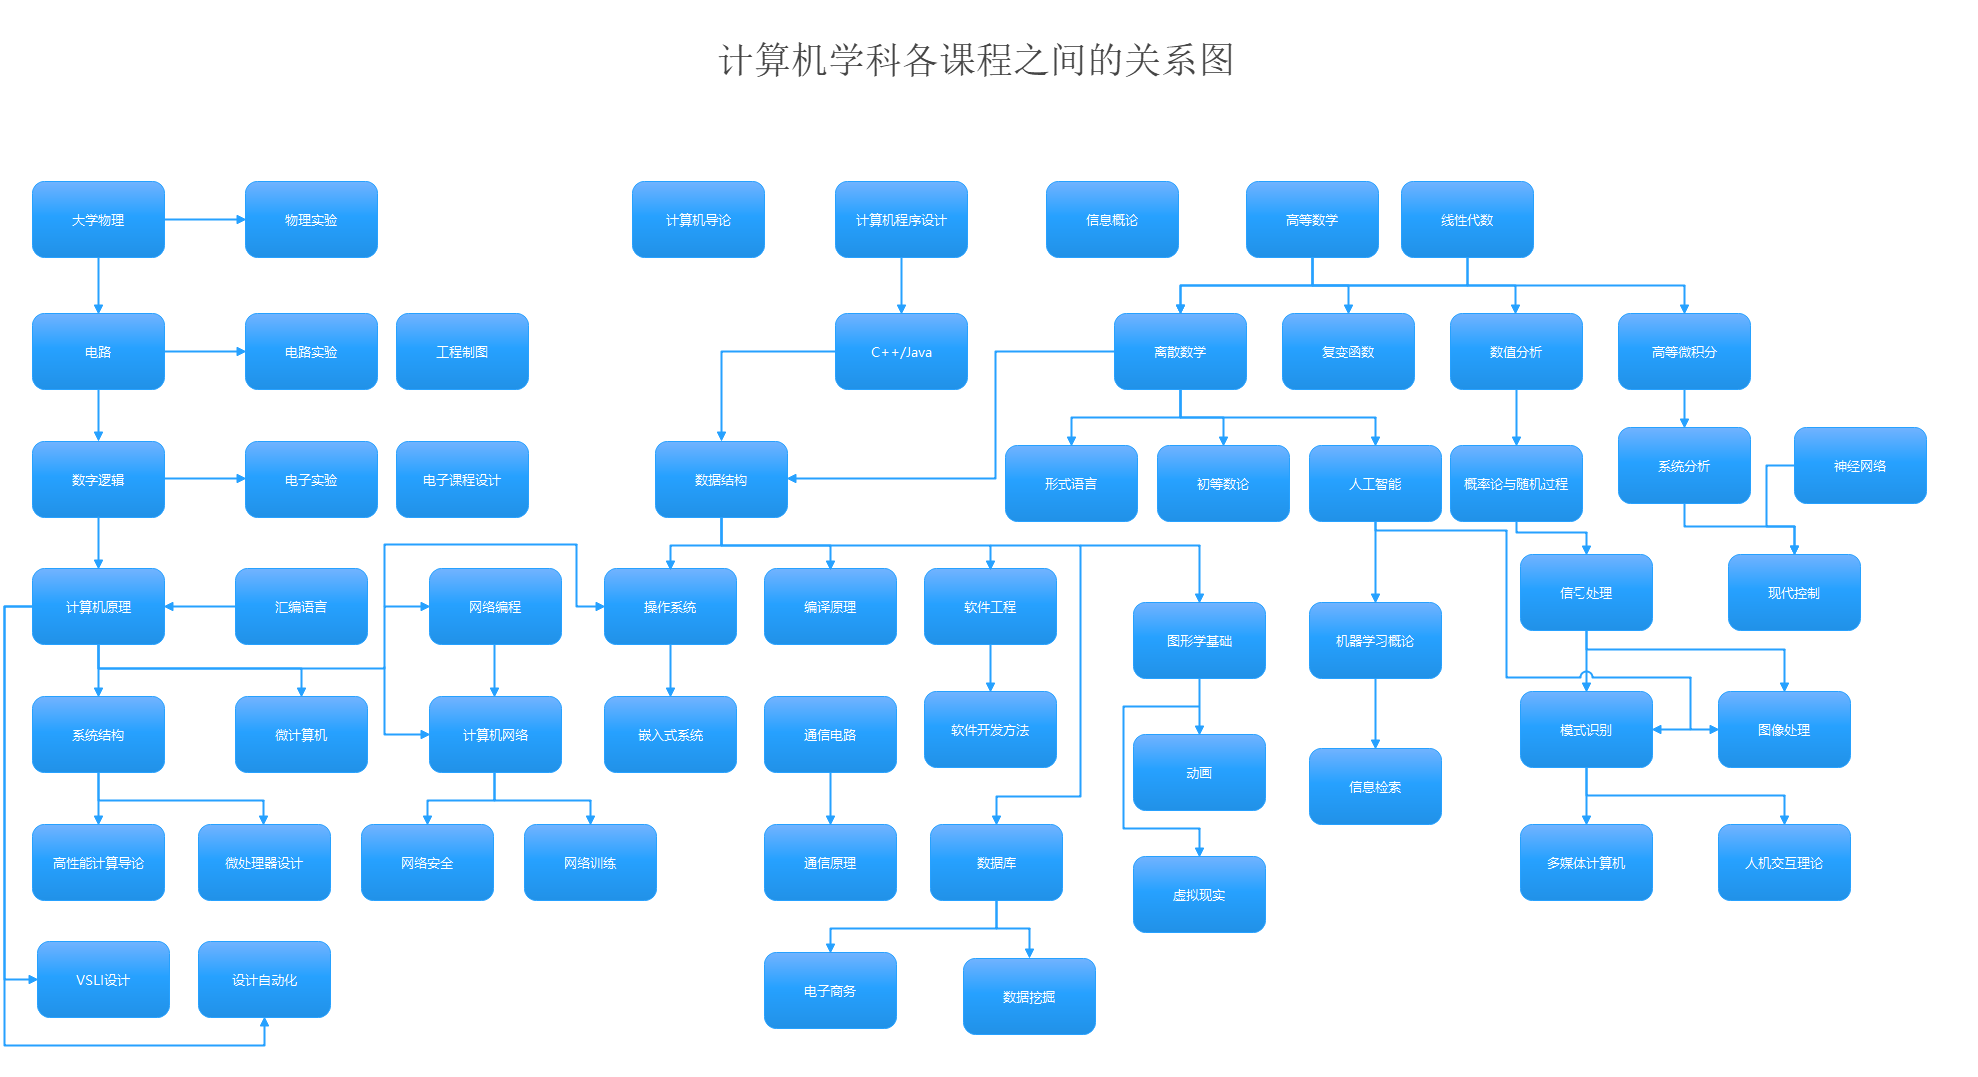 计算机学科各课程之间的关系图
大学物理
物理实验
计算机导论
计算机程序设计
信息概论
高等数学
线性代数
电路
电路实验
工程制图
C++/Java
离散数学
复变函数
数值分析
高等微积分
数字逻辑
电子实验
电子课程设计
数据结构
形式语言
初等数论
人工智能
概率论与随机过程
系统分析
神经网络
计算机原理
汇编语言
网络编程
操作系统
编译原理
软件工程
图形学基础
机器学习概论
信号处理
现代控制
系统结构
微计算机
计算机网络
嵌入式系统
通信电路
软件开发方法
动画
信息检索
模式识别
图像处理
高性能计算导论
微处理器设计
网络安全
网络训练
通信原理
数据库
虚拟现实
多媒体计算机
人机交互理论
VSLI设计
设计自动化
电子商务
数据挖掘